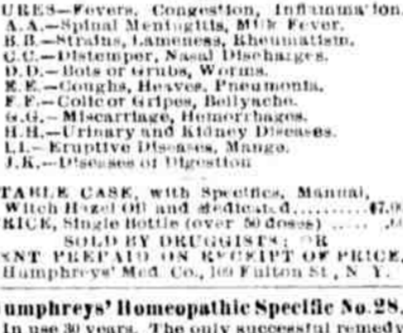 URES—Fevers, Congestion, Inflammation.
A.A.—Spinal Meningitis, Milk Fever.
B.B.—Strains, Lameness, Rheumatism.
C.C.—Distemper, Nasal Discharges.
D.D.—Bots or Grubs, Worms.
E.E.—Coughs, Heaves, Pneumonia.
F.F.—Colic or Gripes, Bellyache.
G.G.—Miscarriage, Hemorrhages.
H.H.—Urinary and Kidney Diseases.
I.I.—Eruptive Diseases, Mange.
J.K.—Diseases of Digestion
TABLE CASE, with Specifics, Manual,
Witch Hazel Oil and Medicated.......... $7.00
RICE, Single Bottle (over 50 doses) .....
SOLD BY DRUGGISTS; OR
ENT PREPAID ON RECEIPT OF PRICE.
Humphreys' Med. Co., 109 Fulton St., N. Y.
umphreys' Homeopathic Specific No.28.
In use 30 years. The only successful remedy